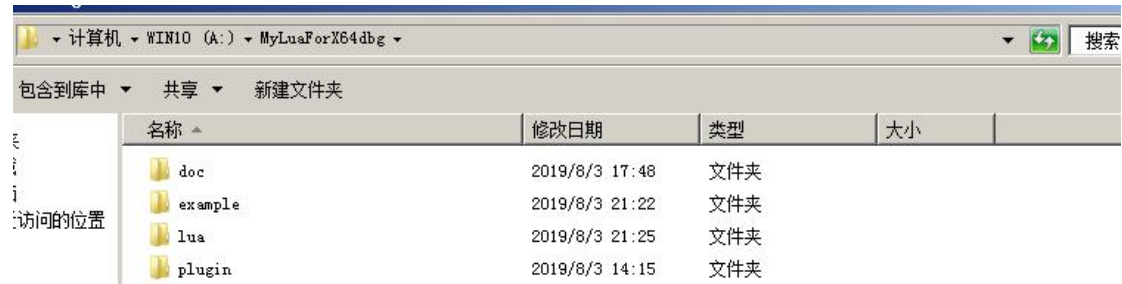 计算机 WIN10 (A:) MyLuaForX64dbg 搜索
包含到库中 共享 新建文件夹
名称 修改日期 类型 大小
doc 2019/8/3 17:48 文件夹
example 2019/8/3 21:22 文件夹
访问的位置
lua 2019/8/3 21:25 文件夹
plugin 2019/8/3 14:15 文件夹